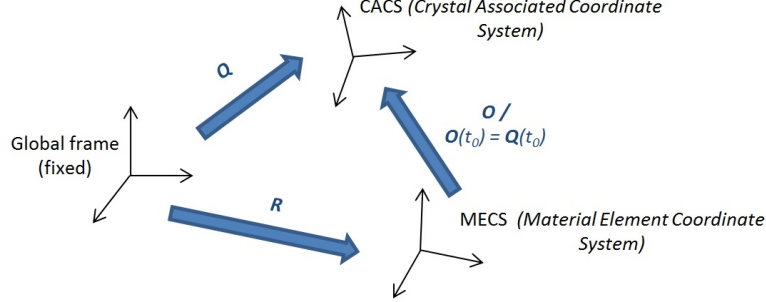 CACS (Crystal Associated Coordinate
System)
Q
O /
O(t₀) = Q(t₀)
Global frame
(fixed)
R
MECS (Material Element Coordinate
System)